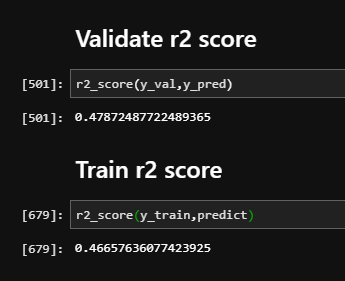 Validate r2 score
[501]: r2_score(y_val,y_pred)
[501]: 0.47872487722489365
Train r2 score
[679]: r2_score(y_train,predict)
[679]: 0.46657636077423925